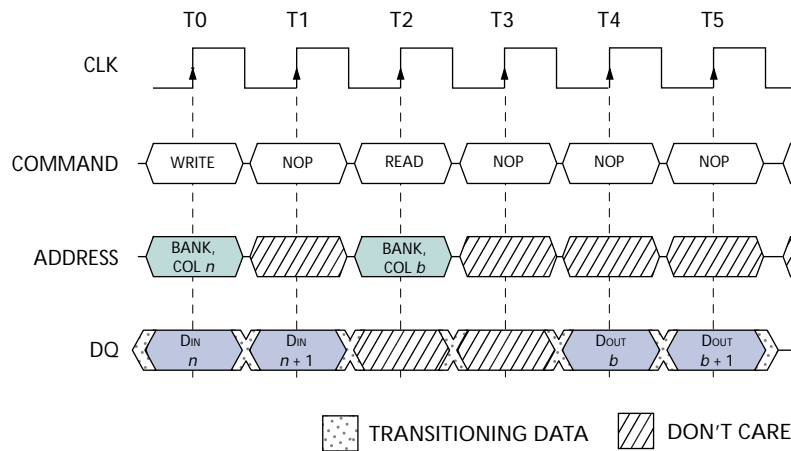 T0 T1 T2 T3 T4 T5
CLK
COMMAND WRITE NOP READ NOP NOP NOP
ADDRESS BANK, COL n BANK, COL b
DQ DIN n DIN n + 1 DOUT b DOUT b + 1
TRANSITIONING DATA DON'T CARE